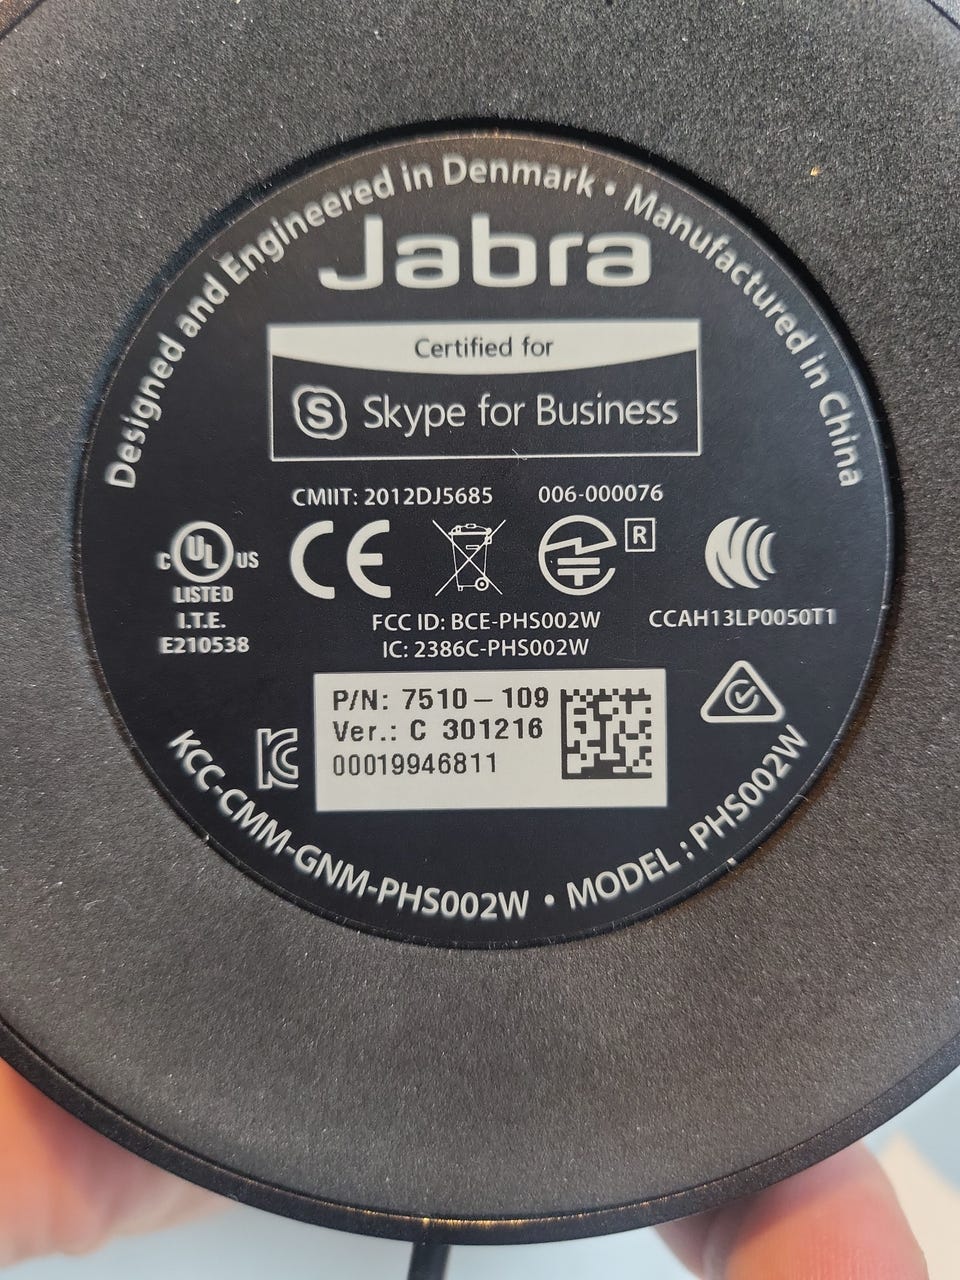 Designed and Engineered in Denmark • Manufactured in China
Jabra
Certified for
S Skype for Business
CMIIT: 2012DJ5685 006-000076
C UL US
LISTED
I.T.E.
E210538
CE
R
FCC ID: BCE-PHS002W
IC: 2386C-PHS002W
CCAH13LP0050T1
P/N: 7510-109
Ver.: C 301216
00019946811
KCC-CMM-GNM-PHS002W • MODEL: PHS002W